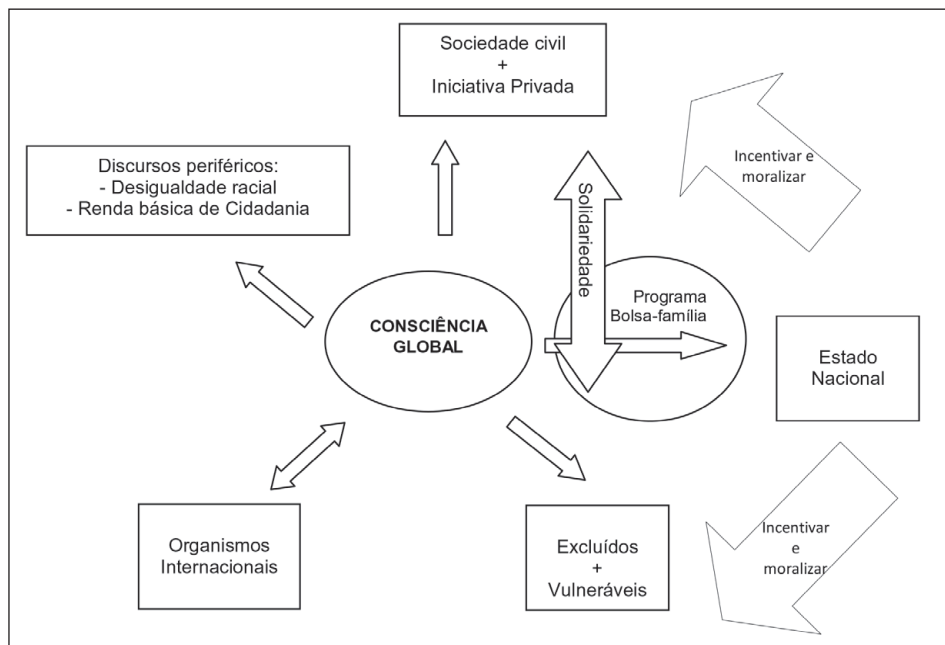 Sociedade civil
+
Iniciativa Privada
Incentivar e
moralizar
Discursos periféricos:
- Desigualdade racial
- Renda básica de Cidadania
Solidariedade
Programa
Bolsa-família
CONSCIÊNCIA
GLOBAL
Estado
Nacional
Organismos
Internacionais
Excluídos
+
Vulneráveis
Incentivar
e
moralizar